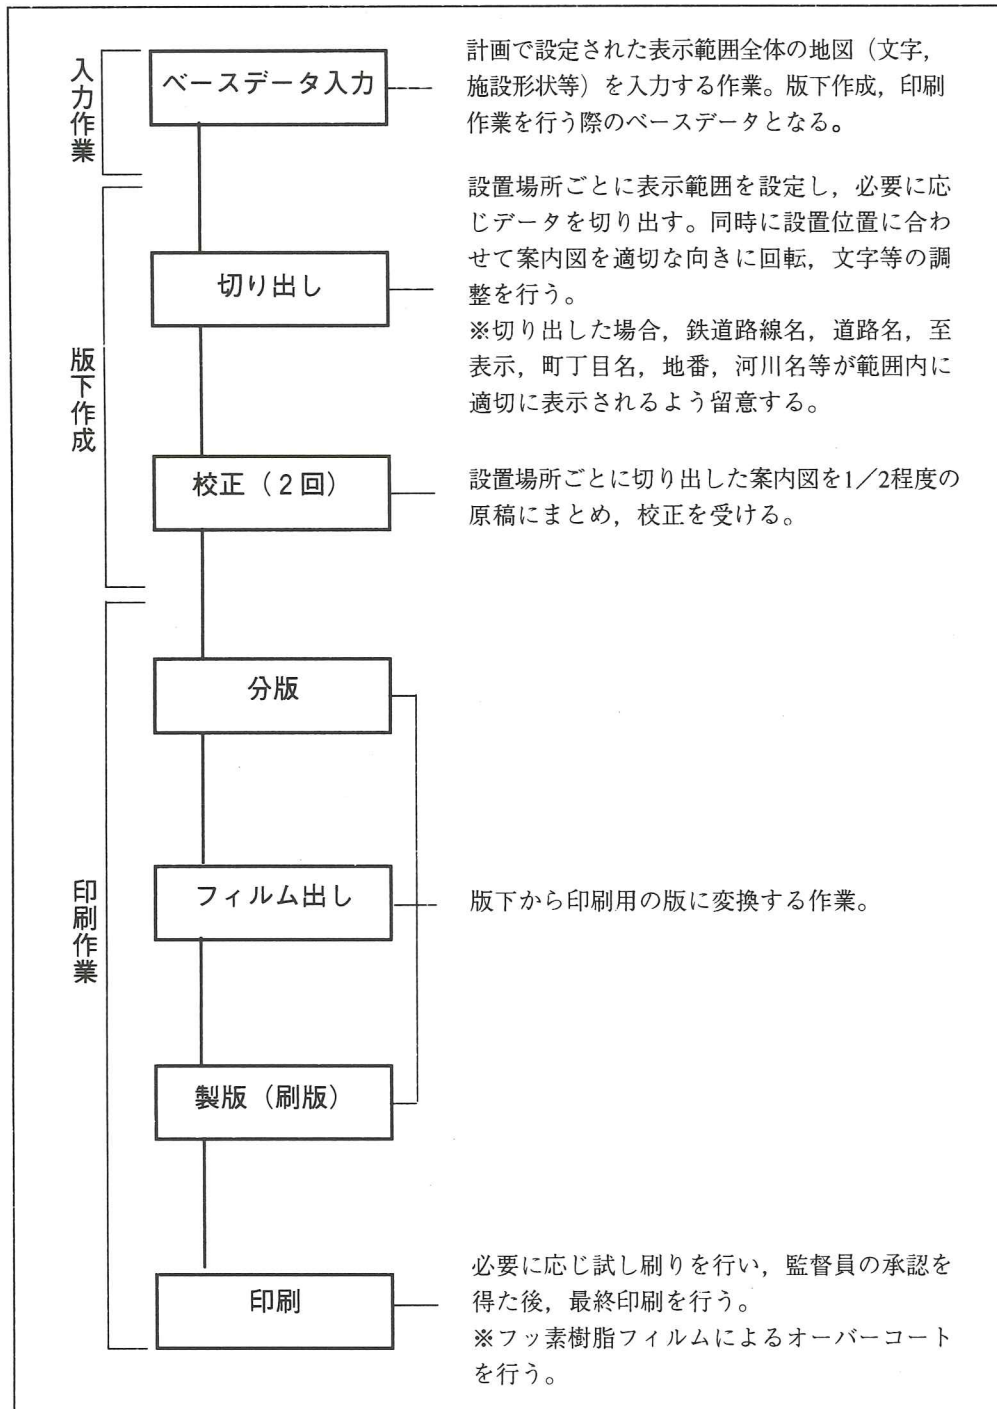 入力作業
ベースデータ入力
計画で設定された表示範囲全体の地図（文字，
施設形状等）を入力する作業。版下作成，印刷
作業を行う際のベースデータとなる。
版下作成
切り出し
設置場所ごとに表示範囲を設定し，必要に応
じデータを切り出す。同時に設置位置に合わ
せて案内図を適切な向きに回転，文字等の調
整を行う。
※切り出した場合，鉄道路線名，道路名，至
表示，町丁目名，地番，河川名等が範囲内に
適切に表示されるよう留意する。
校正（2回）
設置場所ごとに切り出した案内図を1／2程度の
原稿にまとめ，校正を受ける。
印刷作業
分版
フィルム出し
版下から印刷用の版に変換する作業。
製版（刷版）
印刷
必要に応じ試し刷りを行い，監督員の承認を
得た後，最終印刷を行う。
※フッ素樹脂フィルムによるオーバーコート
を行う。